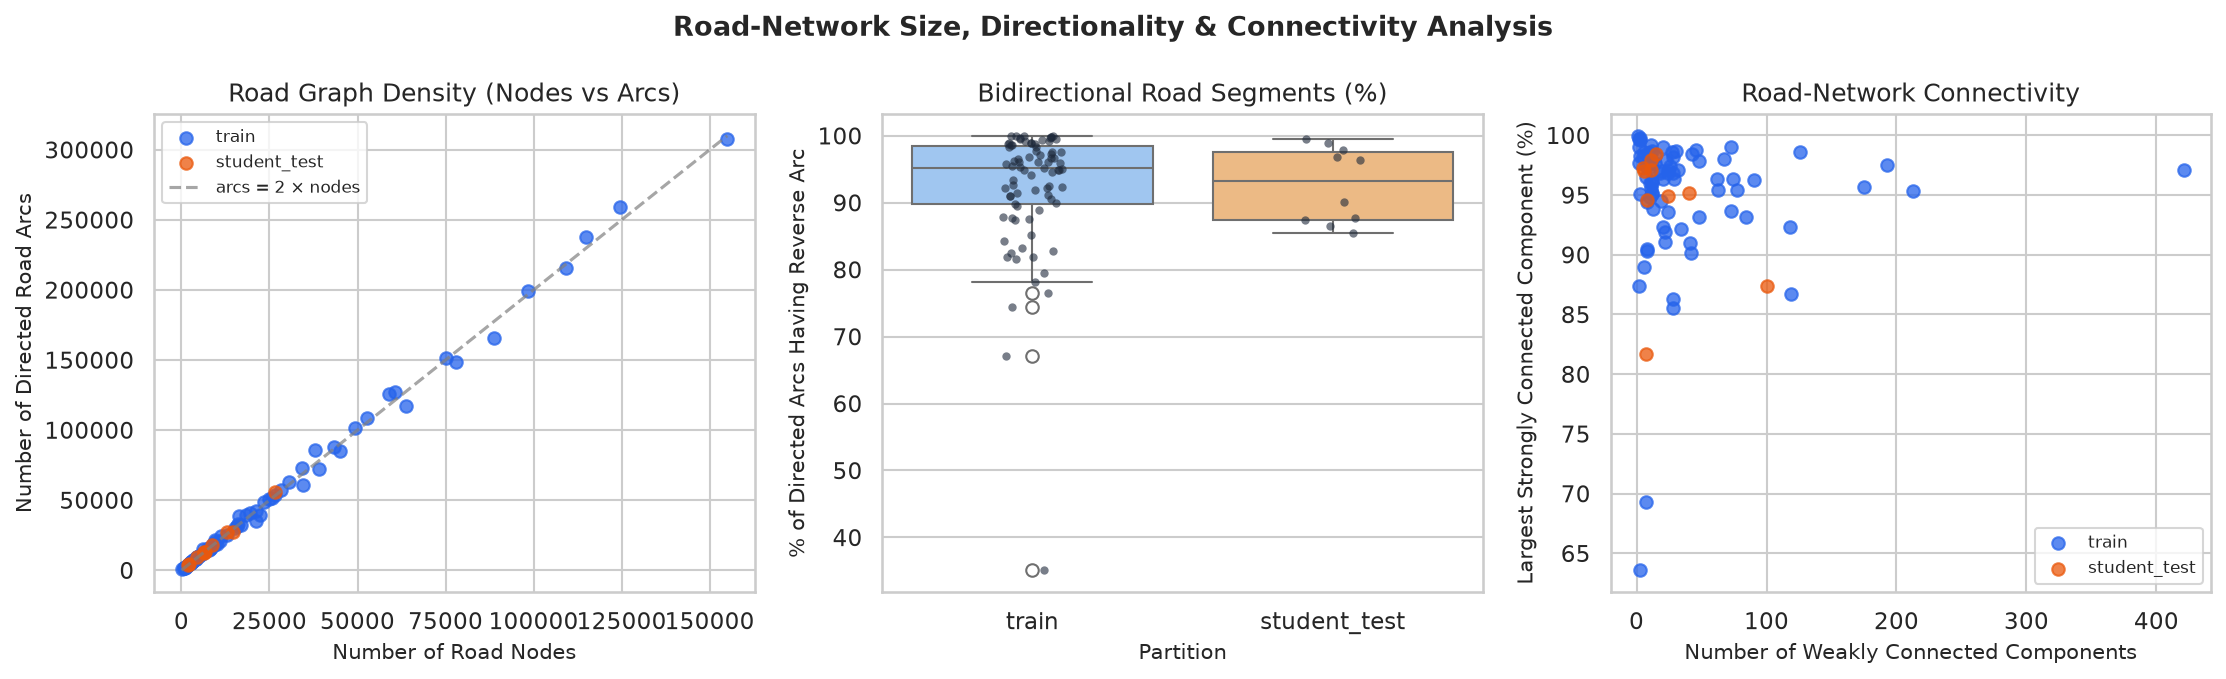 Road-Network Size, Directionality & Connectivity Analysis
Road Graph Density (Nodes vs Arcs)
Number of Directed Road Arcs
300000
250000
200000
150000
100000
50000
0
train
student_test
arcs = 2 × nodes
0 25000 50000 75000 100000 125000 150000
Number of Road Nodes
Bidirectional Road Segments (%)
% of Directed Arcs Having Reverse Arc
100
90
80
70
60
50
40
train student_test
Partition
Road-Network Connectivity
Largest Strongly Connected Component (%)
100
95
90
85
80
75
70
65
train
student_test
0 100 200 300 400
Number of Weakly Connected Components